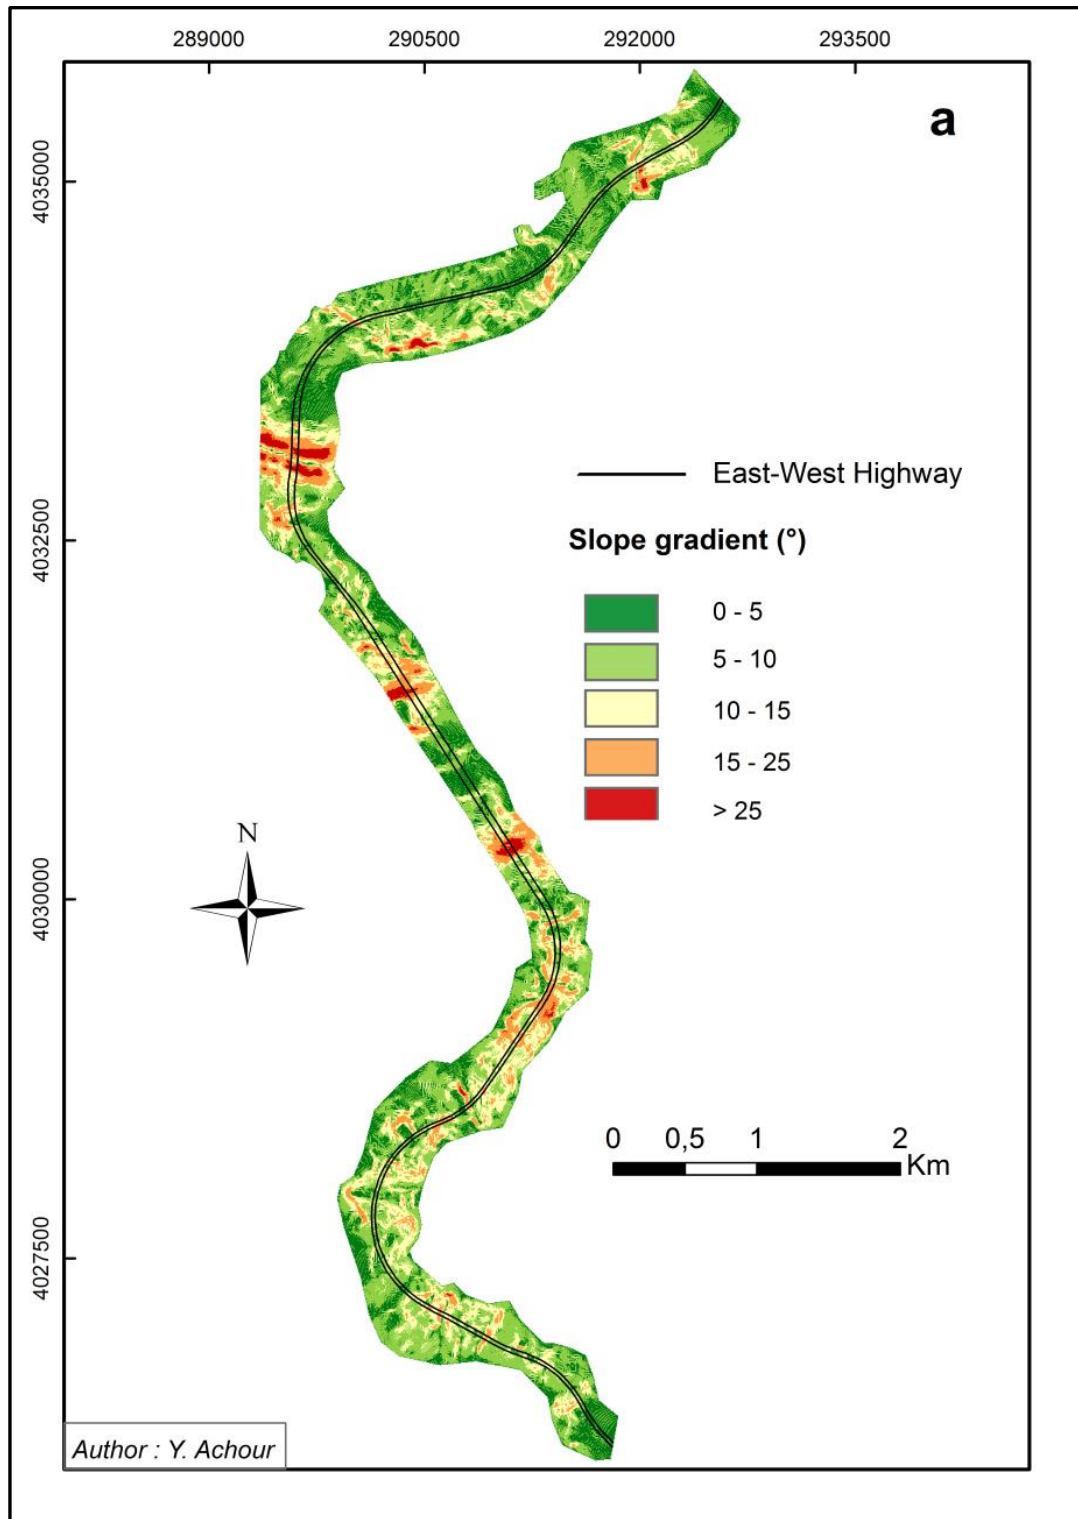 289000 290500 292000 293500
a
4035000
4032500
4030000
4027500
East-West Highway
Slope gradient (°)
0 - 5
5 - 10
10 - 15
15 - 25
> 25
N
0 0,5 1 2
Km
Author : Y. Achour